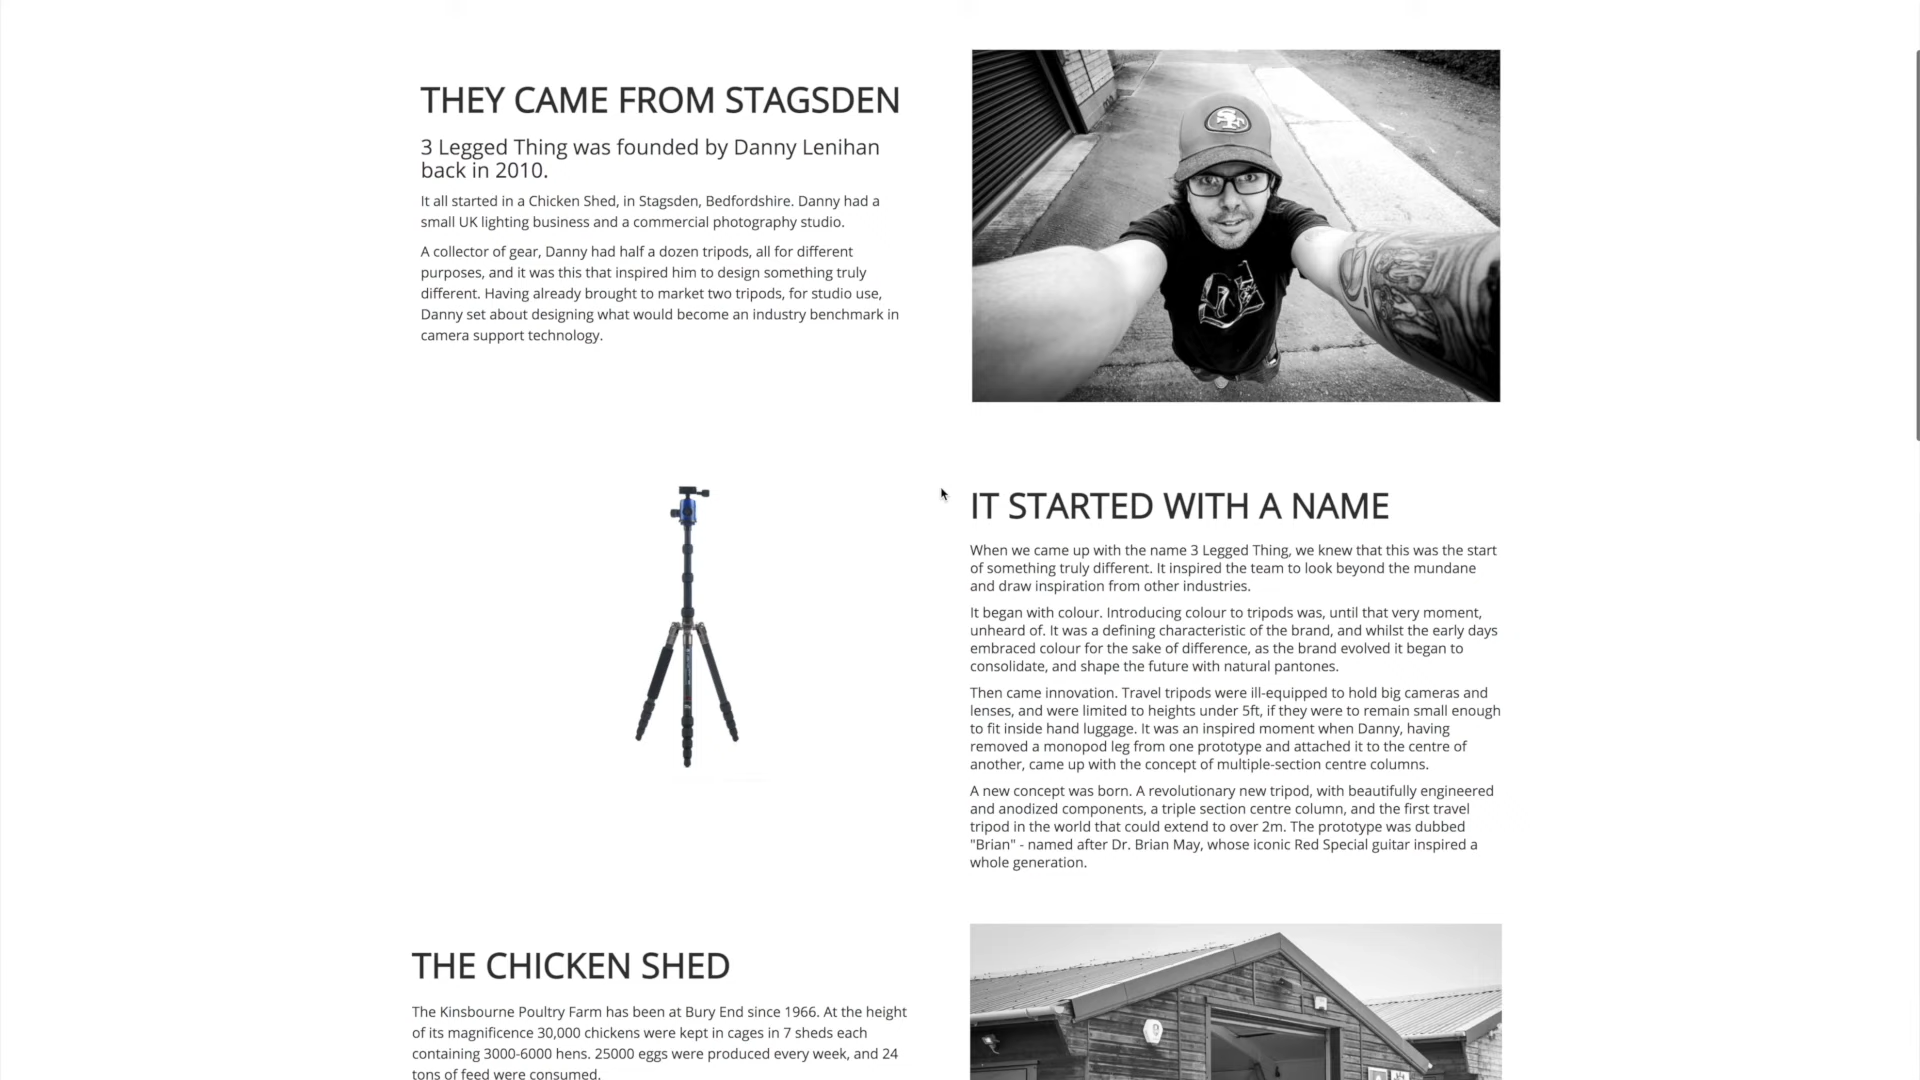 THEY CAME FROM STAGSDEN
3 Legged Thing was founded by Danny Lenihan
back in 2010.
It all started in a Chicken Shed, in Stagsden, Bedfordshire. Danny had a
small UK lighting business and a commercial photography studio.
A collector of gear, Danny had half a dozen tripods, all for different
purposes, and it was this that inspired him to design something truly
different. Having already brought to market two tripods, for studio use,
Danny set about designing what would become an industry benchmark in
camera support technology.
IT STARTED WITH A NAME
When we came up with the name 3 Legged Thing, we knew that this was the start
of something truly different. It inspired the team to look beyond the mundane
and draw inspiration from other industries.
It began with colour. Introducing colour to tripods was, until that very moment,
unheard of. It was a defining characteristic of the brand, and whilst the early days
embraced colour for the sake of difference, as the brand evolved it began to
consolidate, and shape the future with natural pantones.
Then came innovation. Travel tripods were ill-equipped to hold big cameras and
lenses, and were limited to heights under 5ft, if they were to remain small enough
to fit inside hand luggage. It was an inspired moment when Danny, having
removed a monopod leg from one prototype and attached it to the centre of
another, came up with the concept of multiple-section centre columns.
A new concept was born. A revolutionary new tripod, with beautifully engineered
and anodized components, a triple section centre column, and the first travel
tripod in the world that could extend to over 2m. The prototype was dubbed
"Brian" - named after Dr. Brian May, whose iconic Red Special guitar inspired a
whole generation.
THE CHICKEN SHED
The Kinsbourne Poultry Farm has been at Bury End since 1966. At the height
of its magnificence 30,000 chickens were kept in cages in 7 sheds each
containing 3000-6000 hens. 25000 eggs were produced every week, and 24
tons of feed were consumed.